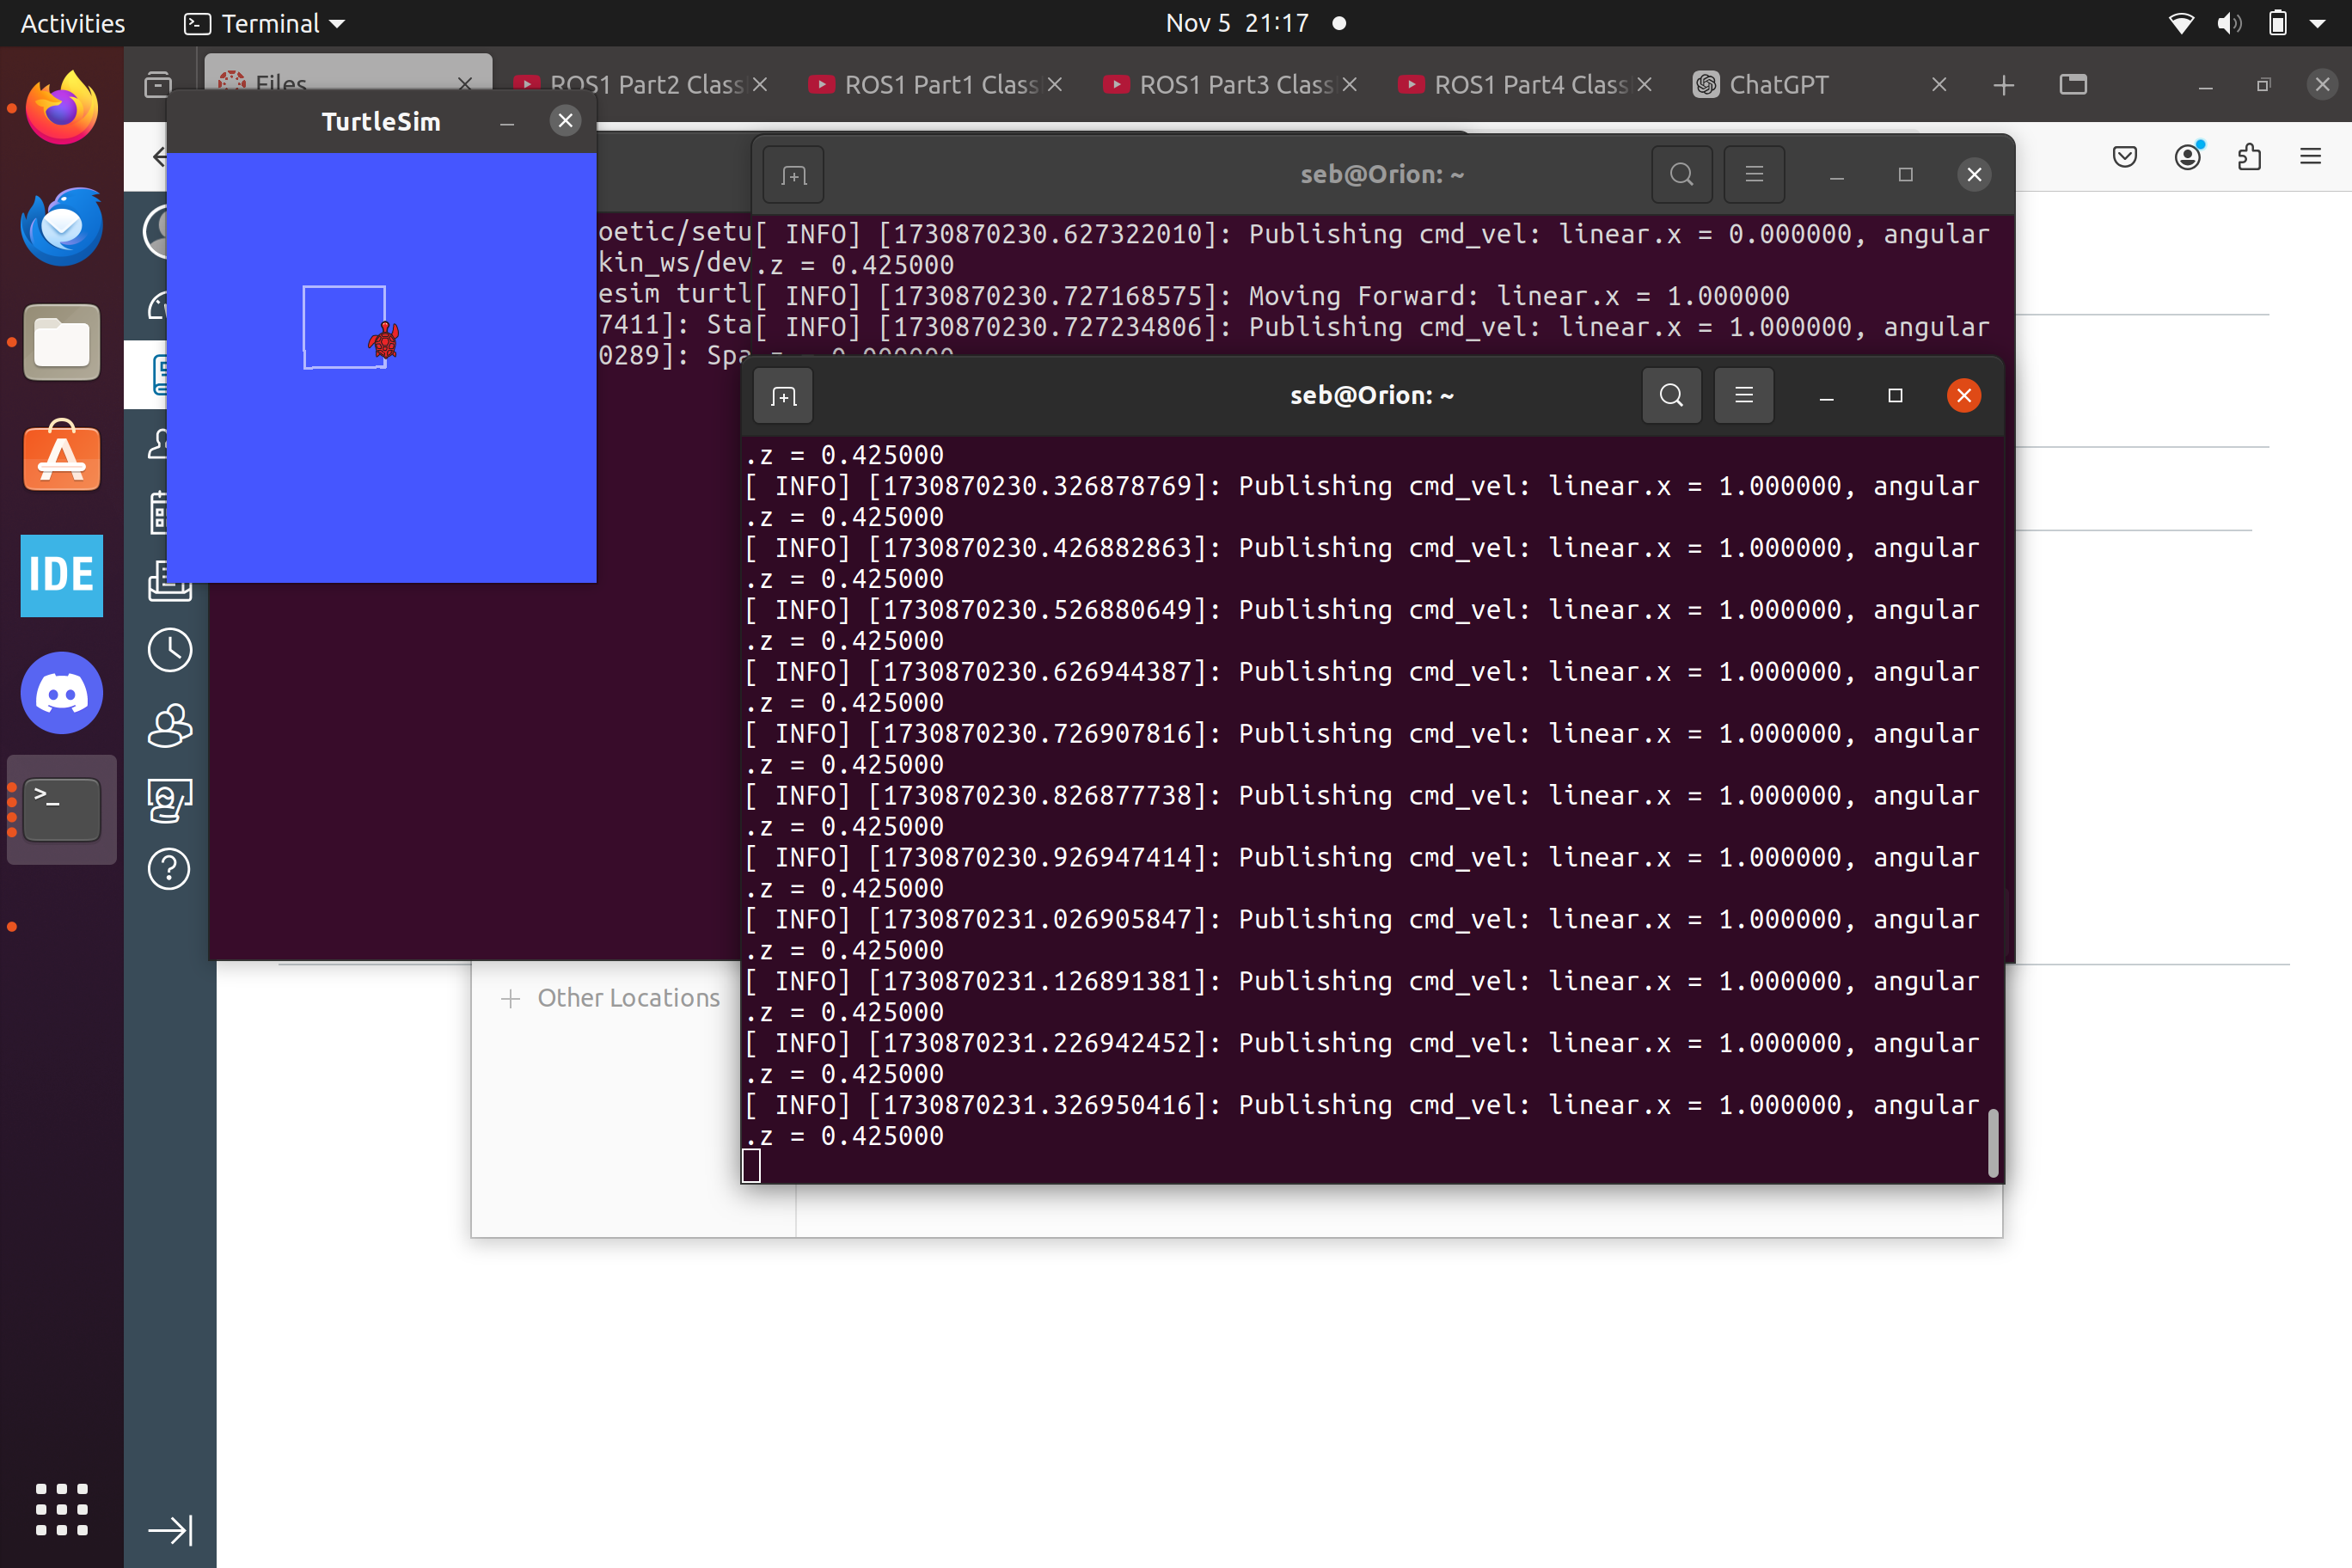 Activities
Terminal
Nov 5 21:17
Files
ROS1 Part2 Class
ROS1 Part1 Class
ROS1 Part3 Class
ROS1 Part4 Class
ChatGPT
TurtleSim
seb@Orion: ~
oetic/setu
kin_ws/dev
esim turtl
7411]: Sta
0289]: Spa
[ INFO] [1730870230.627322010]: Publishing cmd_vel: linear.x = 0.000000, angular
.z = 0.425000
[ INFO] [1730870230.727168575]: Moving Forward: linear.x = 1.000000
[ INFO] [1730870230.727234806]: Publishing cmd_vel: linear.x = 1.000000, angular
.z = 0.000000
seb@Orion: ~
.z = 0.425000
[ INFO] [1730870230.326878769]: Publishing cmd_vel: linear.x = 1.000000, angular
.z = 0.425000
[ INFO] [1730870230.426882863]: Publishing cmd_vel: linear.x = 1.000000, angular
.z = 0.425000
[ INFO] [1730870230.526880649]: Publishing cmd_vel: linear.x = 1.000000, angular
.z = 0.425000
[ INFO] [1730870230.626944387]: Publishing cmd_vel: linear.x = 1.000000, angular
.z = 0.425000
[ INFO] [1730870230.726907816]: Publishing cmd_vel: linear.x = 1.000000, angular
.z = 0.425000
[ INFO] [1730870230.826877738]: Publishing cmd_vel: linear.x = 1.000000, angular
.z = 0.425000
[ INFO] [1730870230.926947414]: Publishing cmd_vel: linear.x = 1.000000, angular
.z = 0.425000
[ INFO] [1730870231.026905847]: Publishing cmd_vel: linear.x = 1.000000, angular
.z = 0.425000
[ INFO] [1730870231.126891381]: Publishing cmd_vel: linear.x = 1.000000, angular
.z = 0.425000
[ INFO] [1730870231.226942452]: Publishing cmd_vel: linear.x = 1.000000, angular
.z = 0.425000
[ INFO] [1730870231.326950416]: Publishing cmd_vel: linear.x = 1.000000, angular
.z = 0.425000
IDE
Other Locations